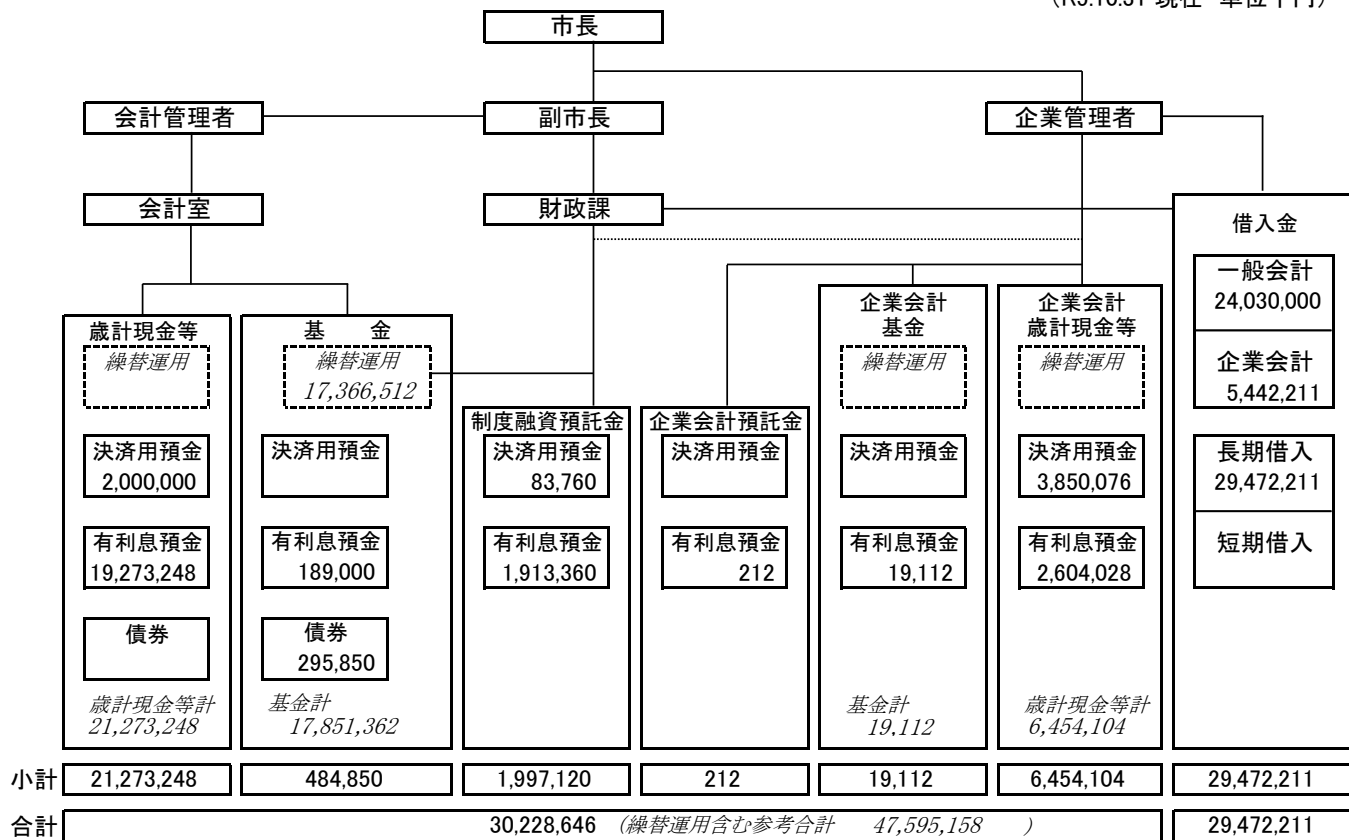 市長
会計管理者
副市長
企業管理者
会計室
財政課
借入金
一般会計
24,030,000
企業会計
5,442,211
長期借入
29,472,211
短期借入
歳計現金等
繰替運用
決済用預金
2,000,000
有利息預金
19,273,248
債券
歳計現金等計
21,273,248
基　　金
繰替運用
17,366,512
決済用預金
有利息預金
189,000
債券
295,850
基金計
17,851,362
制度融資預託金
決済用預金
83,760
有利息預金
1,913,360
企業会計預託金
決済用預金
有利息預金
212
企業会計
基金
繰替運用
決済用預金
有利息預金
19,112
基金計
19,112
企業会計
歳計現金等
繰替運用
決済用預金
3,850,076
有利息預金
2,604,028
歳計現金等計
6,454,104
小計 21,273,248 484,850 1,997,120 212 19,112 6,454,104 29,472,211
合計 30,228,646 (繰替運用含む参考合計 47,595,158 ) 29,472,211